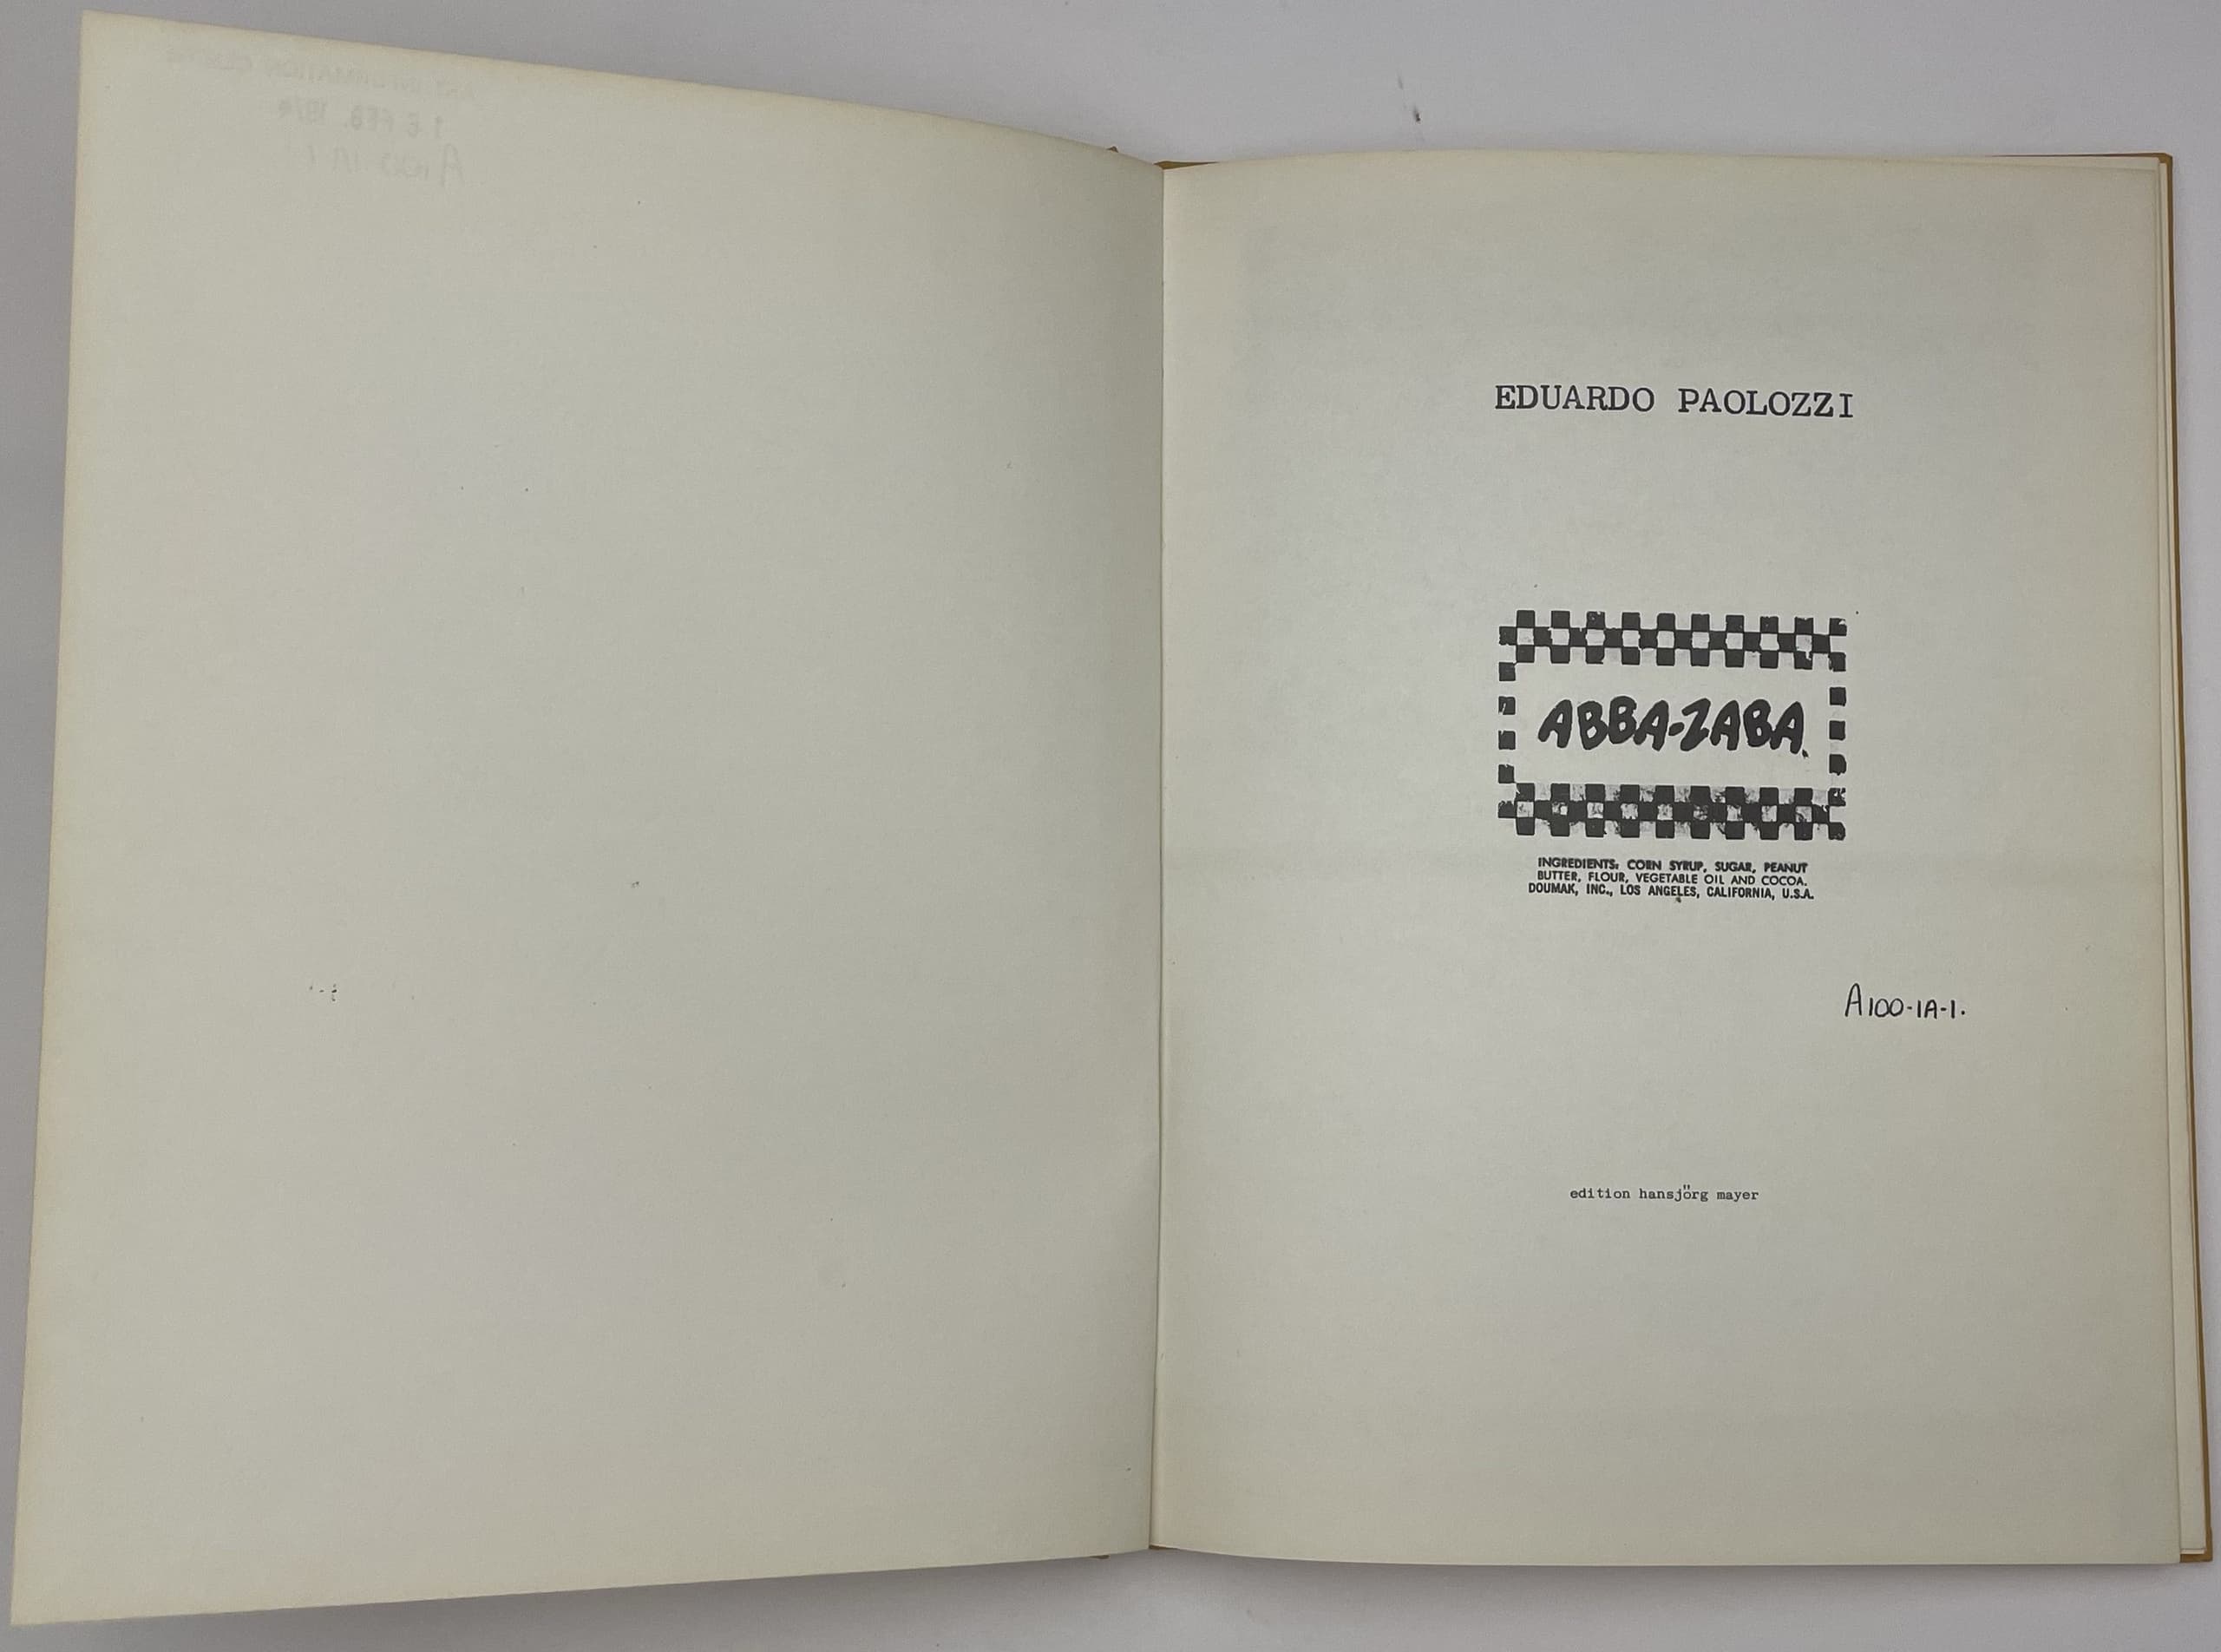 EDUARDO PAOLOZZI
ABBA-ZABA
INGREDIENTS: CORN SYRUP, SUGAR, PEANUT
BUTTER, FLOUR, VEGETABLE OIL AND COCOA.
DOUMAK, INC., LOS ANGELES, CALIFORNIA, U.S.A.
A100-1A-1.
edition hansjörg mayer